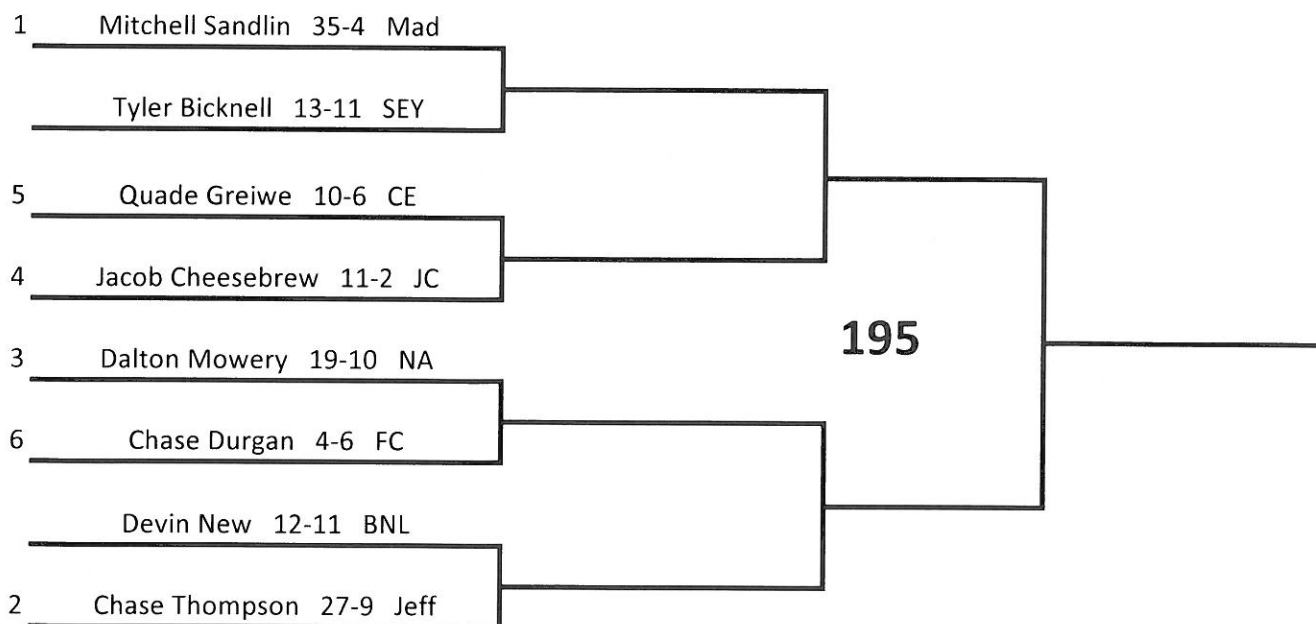 1 Mitchell Sandlin 35-4 Mad
Tyler Bicknell 13-11 SEY
5 Quade Greiwe 10-6 CE
4 Jacob Cheesebrew 11-2 JC
195
3 Dalton Mowery 19-10 NA
6 Chase Durgan 4-6 FC
Devin New 12-11 BNL
2 Chase Thompson 27-9 Jeff